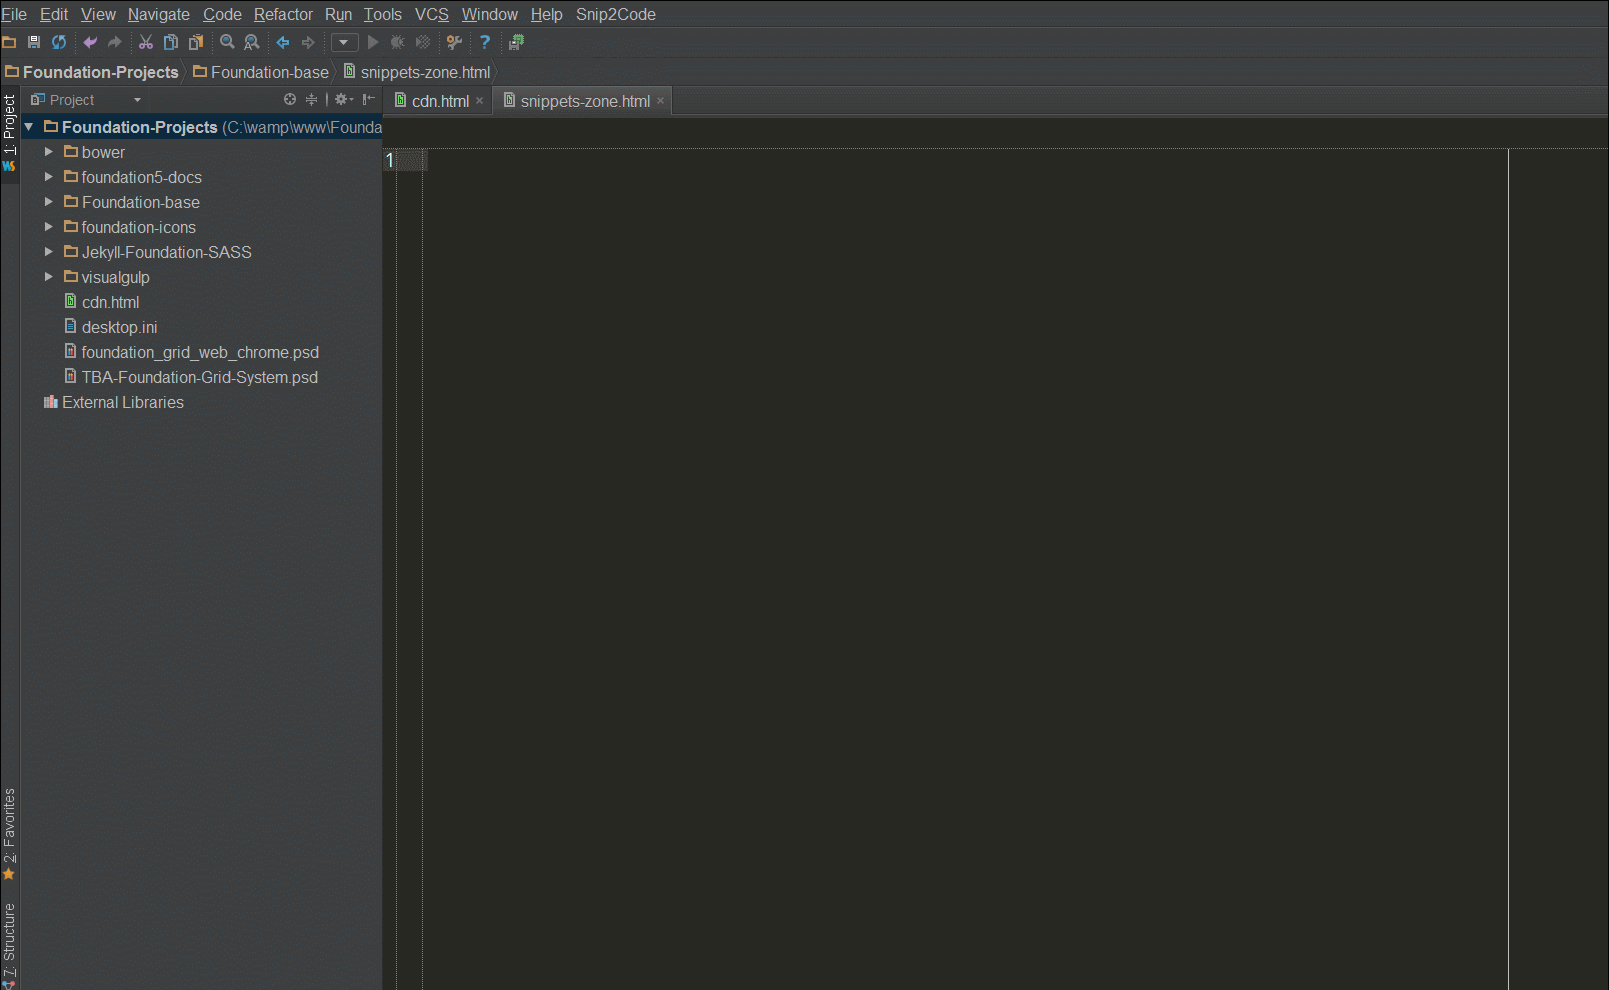 File Edit View Navigate Code Refactor Run Tools VCS Window Help Snip2Code
Foundation-Projects Foundation-base snippets-zone.html
1: Project
Project
cdn.html snippets-zone.html
Foundation-Projects (C:\wamp\www\Founda
bower
foundation5-docs
Foundation-base
foundation-icons
Jekyll-Foundation-SASS
visualgulp
cdn.html
desktop.ini
foundation_grid_web_chrome.psd
TBA-Foundation-Grid-System.psd
External Libraries
1
2: Favorites
7: Structure